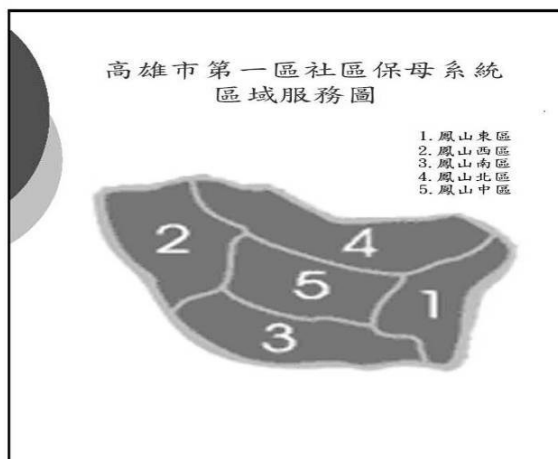 高雄市第一區社區保母系統
區域服務圖
1.鳳山東區
2.鳳山西區
3.鳳山南區
4.鳳山北區
5.鳳山中區
2
4
5
1
3